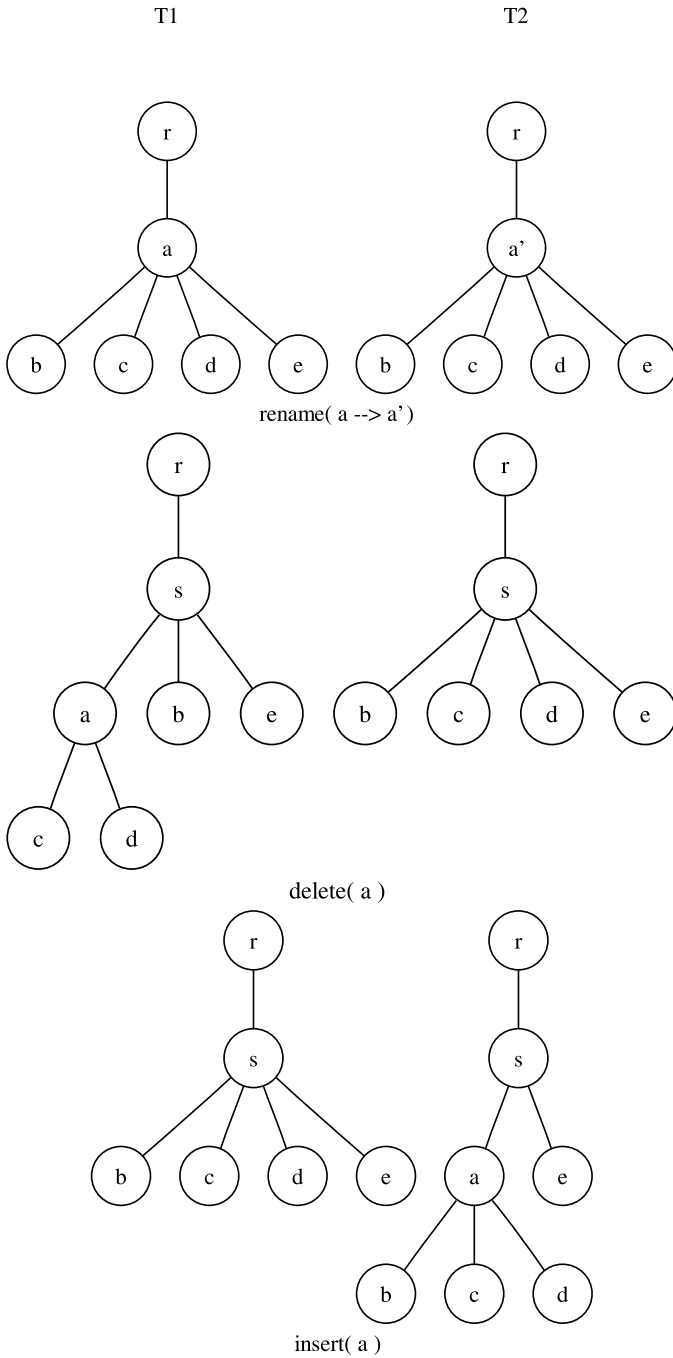 T1 T2
r r
a a’
b c d e b c d e
rename( a --> a’ )
r r
s s
a b e b c d e
c d
delete( a )
r r
s s
b c d e a e
b c d
insert( a )